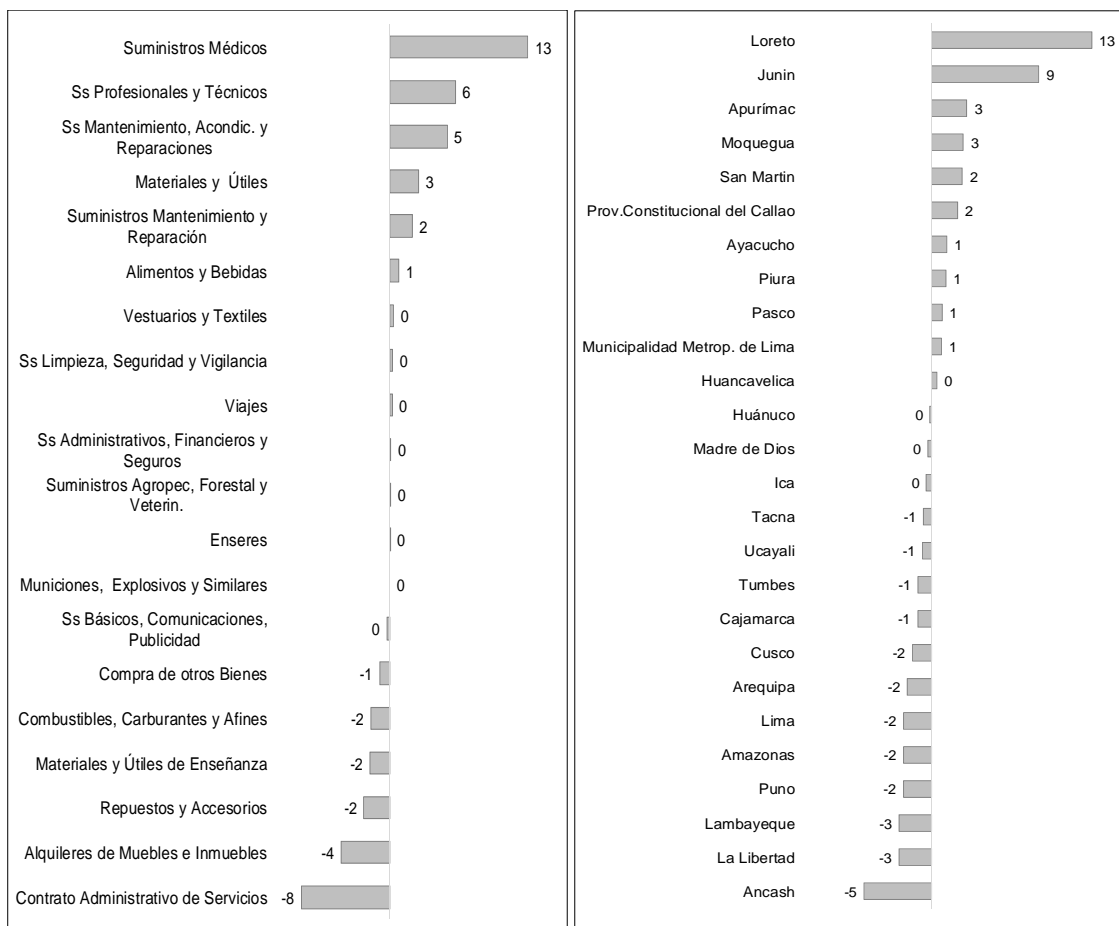 Suministros Médicos 13
Ss Profesionales y Técnicos 6
Ss Mantenimiento, Acondic. y
Reparaciones 5
Materiales y Útiles 3
Suministros Mantenimiento y
Reparación 2
Alimentos y Bebidas 1
Vestuarios y Textiles 0
Ss Limpieza, Seguridad y Vigilancia 0
Viajes 0
Ss Administrativos, Financieros y
Seguros 0
Suministros Agropec, Forestal y
Veterin. 0
Enseres 0
Municiones, Explosivos y Similares 0
Ss Básicos, Comunicaciones,
Publicidad 0
Compra de otros Bienes -1
Combustibles, Carburantes y Afines -2
Materiales y Útiles de Enseñanza -2
Repuestos y Accesorios -2
Alquileres de Muebles e Inmuebles -4
Contrato Administrativo de Servicios -8
Loreto 13
Junin 9
Apurímac 3
Moquegua 3
San Martin 2
Prov.Constitucional del Callao 2
Ayacucho 1
Piura 1
Pasco 1
Municipalidad Metrop. de Lima 1
Huancavelica 0
Huánuco 0
Madre de Dios 0
Ica 0
Tacna -1
Ucayali -1
Tumbes -1
Cajamarca -1
Cusco -2
Arequipa -2
Lima -2
Amazonas -2
Puno -2
Lambayeque -3
La Libertad -3
Ancash -5